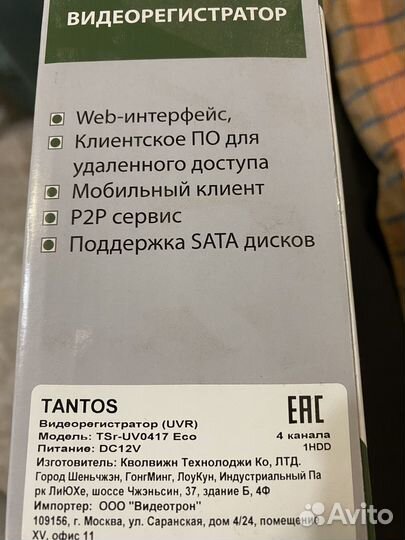 ВИДЕОРЕГИСТРАТОР
Web-интерфейс,
Клиентское ПО для
удаленного доступа
Мобильный клиент
P2P сервис
Поддержка SATA дисков
TANTOS
EAC
Видеорегистратор (UVR)
Модель: TSr-UV0417 Eco
4 канала
Питание: DC12V
1HDD
Изготовитель: Кволвижн Технолоджи Ко, ЛТД.
Город Шеньчжэн, ГонгМинг, ЛоуКун, Индустриальный Па
рк ЛиЮХе, шоссе Чжэньсин, 37, здание Б, 4Ф
Импортер: ООО "Видеотрон"
109156, г. Москва, ул. Саранская, дом 4/24, помещение
XV, офис 11
Avito